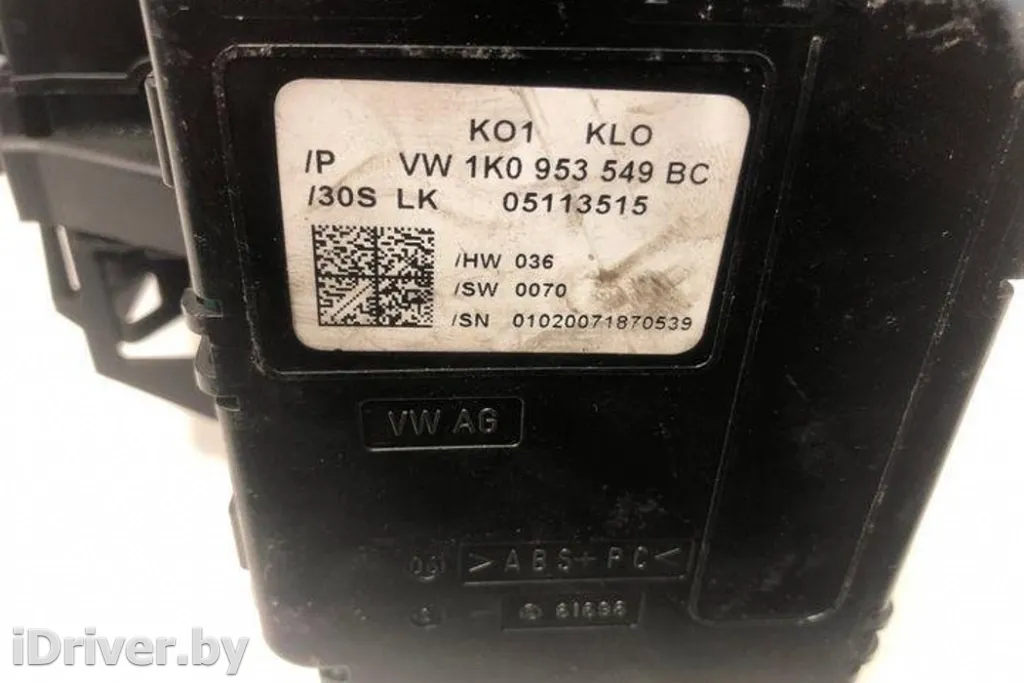 KO1 KLO
/P VW 1K0 953 549 BC
/30S LK 05113515
/HW 036
/SW 0070
/SN 01020071870539
VW AG
>ABS+PC<
61696
iDriver.by